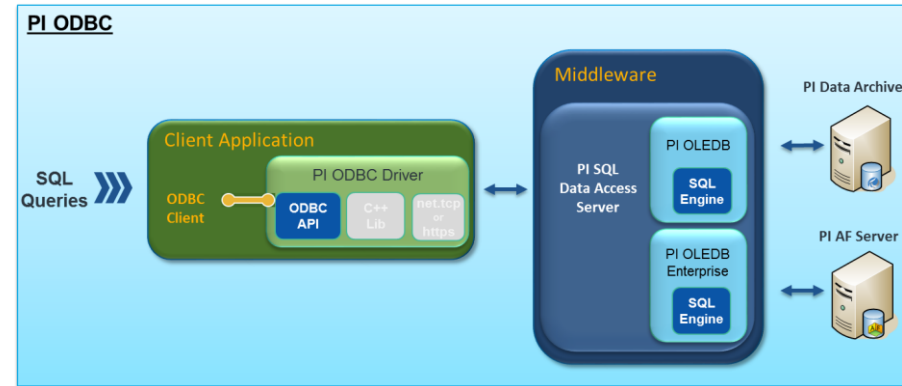 PI ODBC
SQL
Queries
Client Application
ODBC
Client
PI ODBC Driver
ODBC
API
C++
Lib
net.tcp
or
https
Middleware
PI SQL
Data Access
Server
PI OLEDB
SQL
Engine
PI OLEDB
Enterprise
SQL
Engine
PI Data Archive
PI AF Server